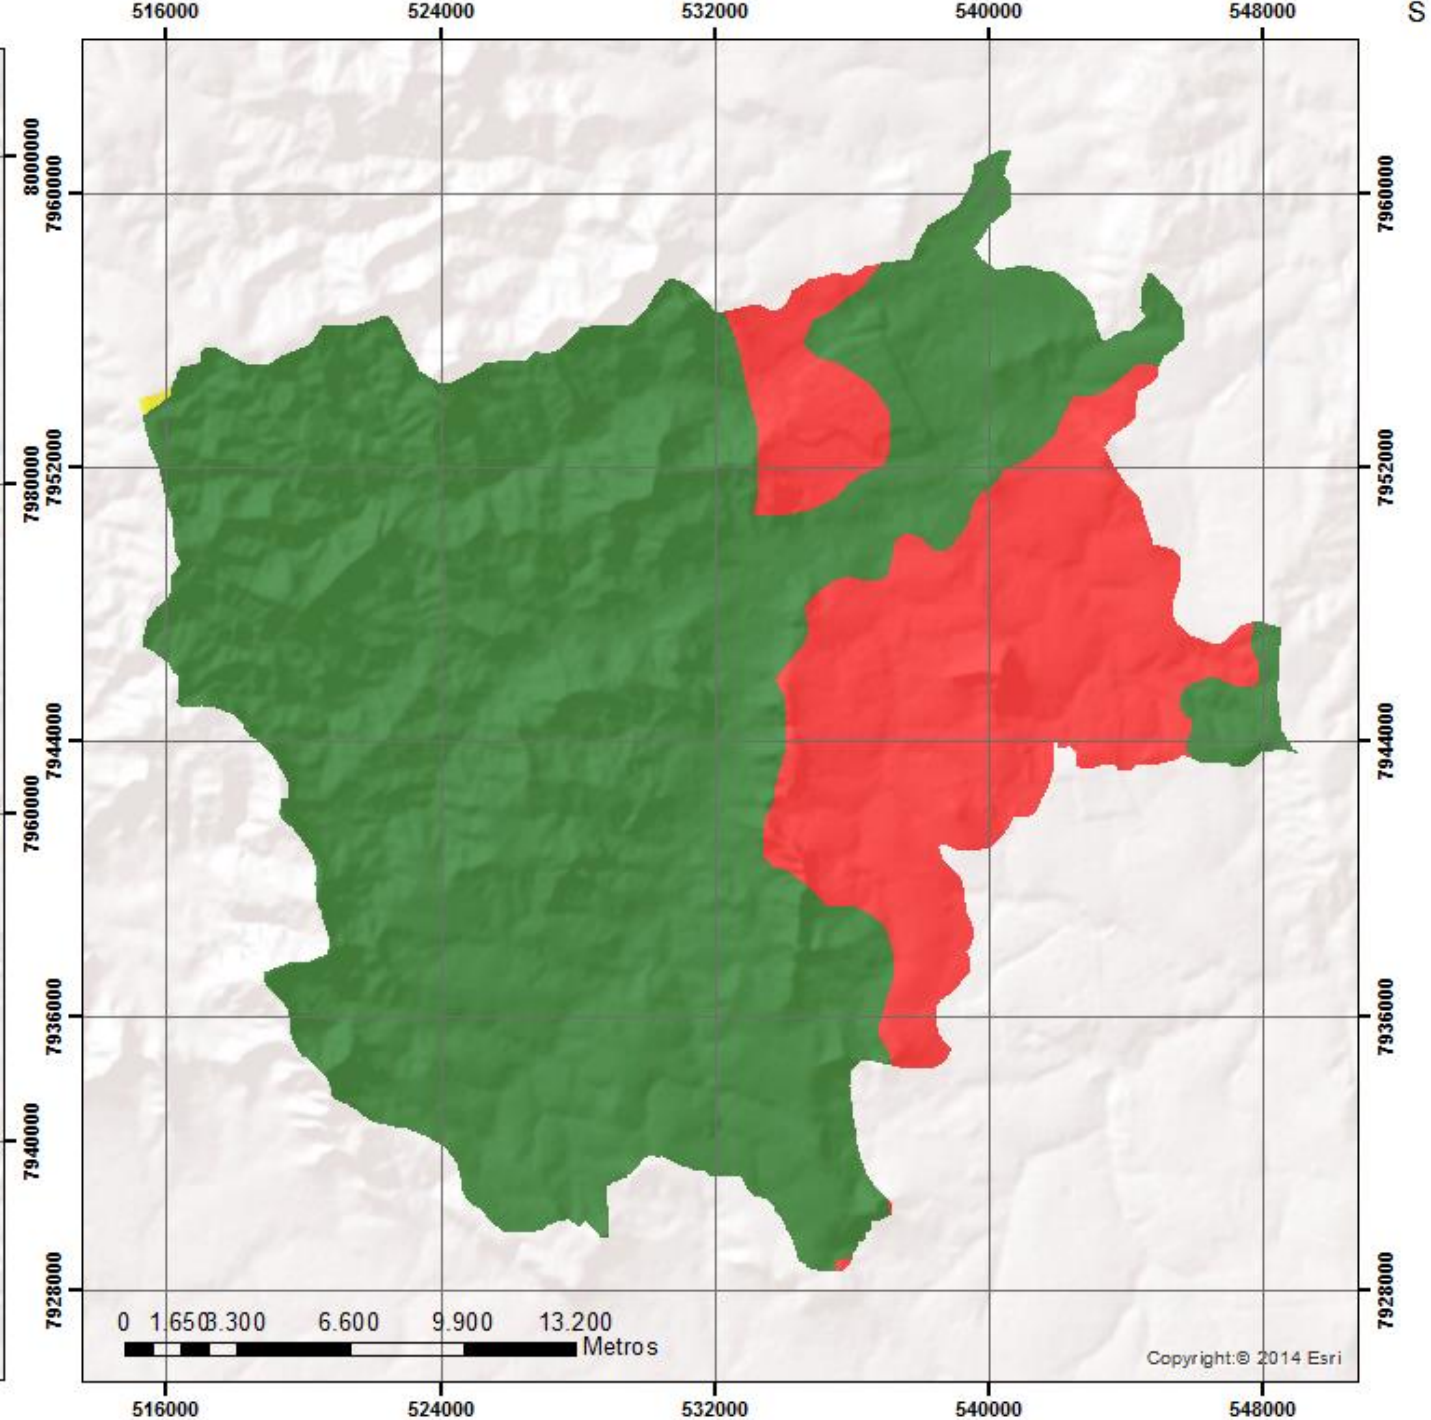 516000 524000 532000 540000 548000 S
8000000
7960000 7960000
7980000
7952000 7952000
7960000
7944000 7944000
7940000
7936000 7936000
7928000 7928000
0 1.650 3.300 6.600 9.900 13.200
Metros
Copyright:© 2014 Esri
516000 524000 532000 540000 548000